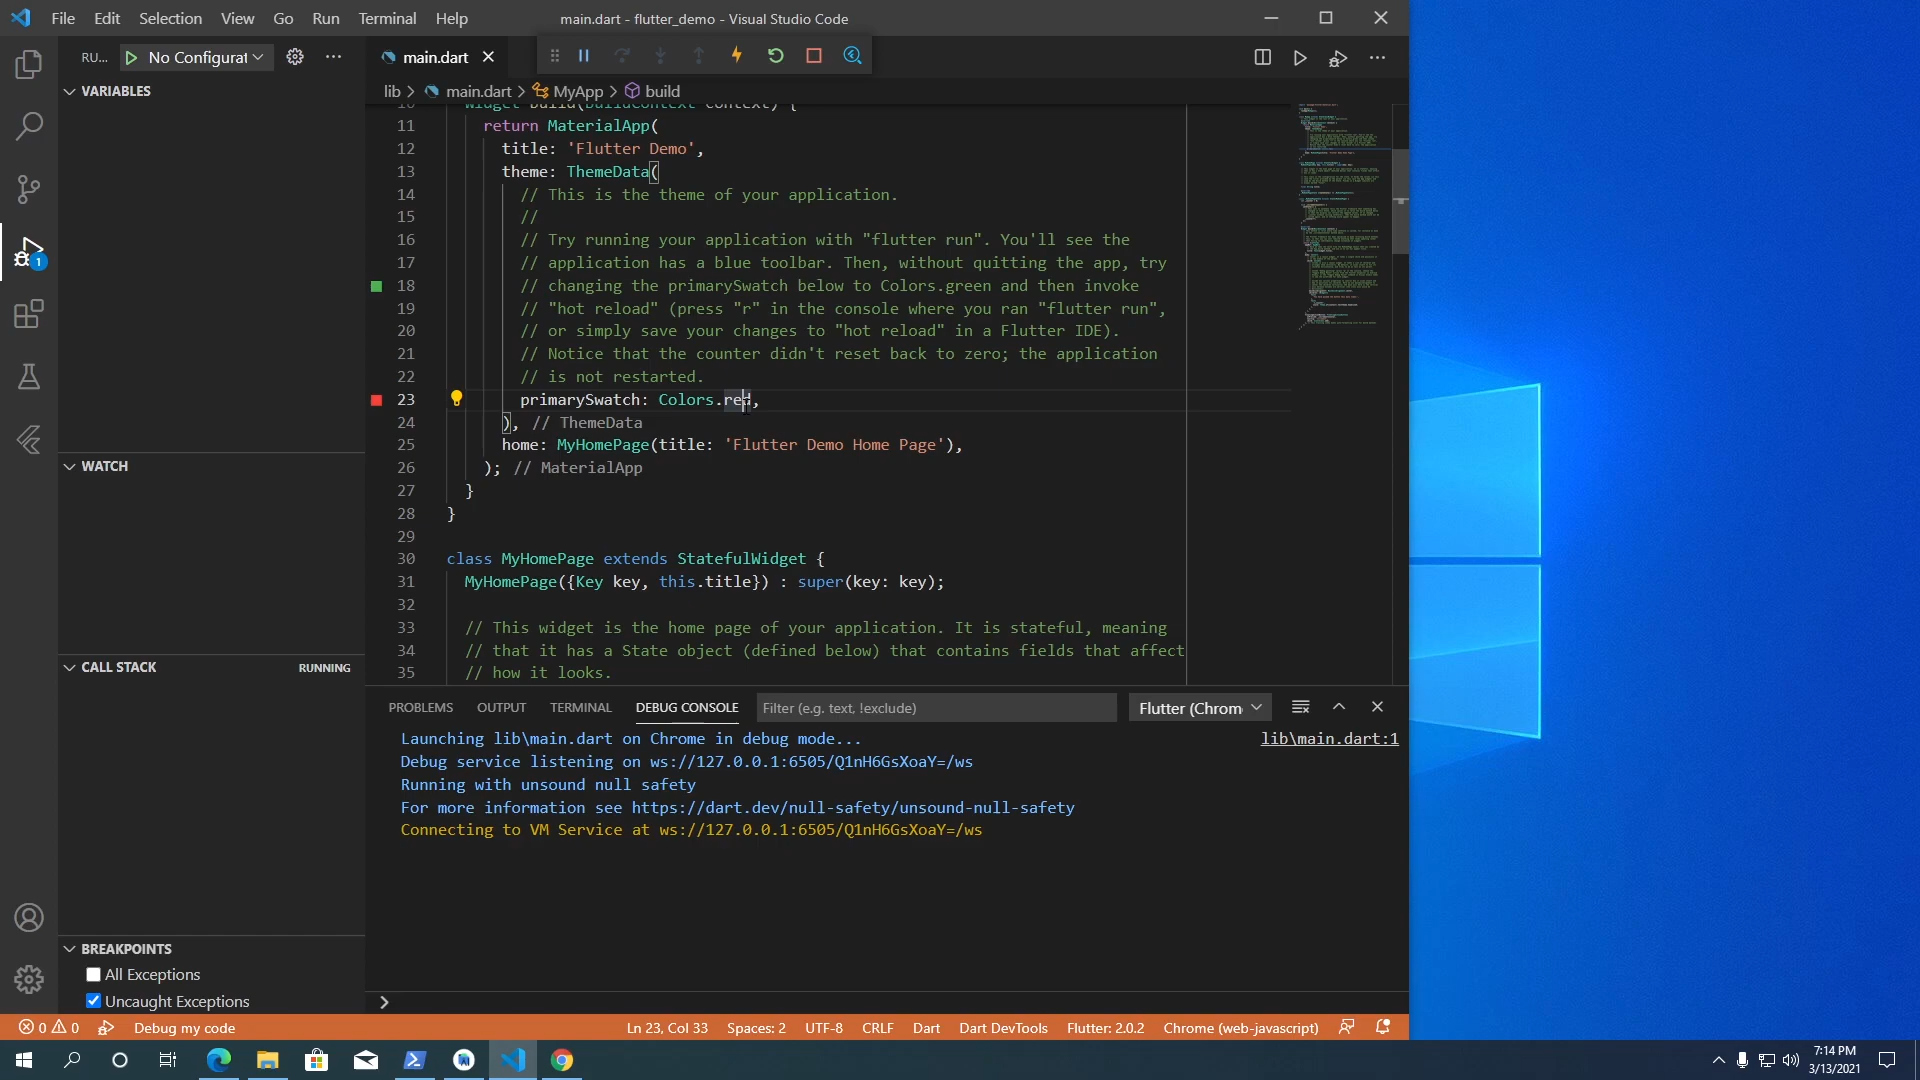 File Edit Selection View Go Run Terminal Help
main.dart - flutter_demo - Visual Studio Code
RU... No Configurat
main.dart
VARIABLES
lib > main.dart > MyApp > build
10 Widget build(BuildContext context) {
11 return MaterialApp(
12 title: 'Flutter Demo',
13 theme: ThemeData(
14 // This is the theme of your application.
15 //
16 // Try running your application with "flutter run". You'll see the
17 // application has a blue toolbar. Then, without quitting the app, try
18 // changing the primarySwatch below to Colors.green and then invoke
19 // "hot reload" (press "r" in the console where you ran "flutter run",
20 // or simply save your changes to "hot reload" in a Flutter IDE).
21 // Notice that the counter didn't reset back to zero; the application
22 // is not restarted.
23 primarySwatch: Colors.red,
24 ), // ThemeData
25 home: MyHomePage(title: 'Flutter Demo Home Page'),
26 ); // MaterialApp
27 }
28 }
29
30 class MyHomePage extends StatefulWidget {
31 MyHomePage({Key key, this.title}) : super(key: key);
32
33 // This widget is the home page of your application. It is stateful, meaning
34 // that it has a State object (defined below) that contains fields that affect
35 // how it looks.
1
WATCH
CALL STACK RUNNING
BREAKPOINTS
All Exceptions
Uncaught Exceptions
PROBLEMS OUTPUT TERMINAL DEBUG CONSOLE Filter (e.g. text, !exclude) Flutter (Chrom
Launching lib\main.dart on Chrome in debug mode... lib\main.dart:1
Debug service listening on ws://127.0.0.1:6505/Q1nH6GsXoaY=/ws
Running with unsound null safety
For more information see https://dart.dev/null-safety/unsound-null-safety
Connecting to VM Service at ws://127.0.0.1:6505/Q1nH6GsXoaY=/ws
0 0 Debug my code Ln 23, Col 33 Spaces: 2 UTF-8 CRLF Dart Dart DevTools Flutter: 2.0.2 Chrome (web-javascript)
7:14 PM
3/13/2021